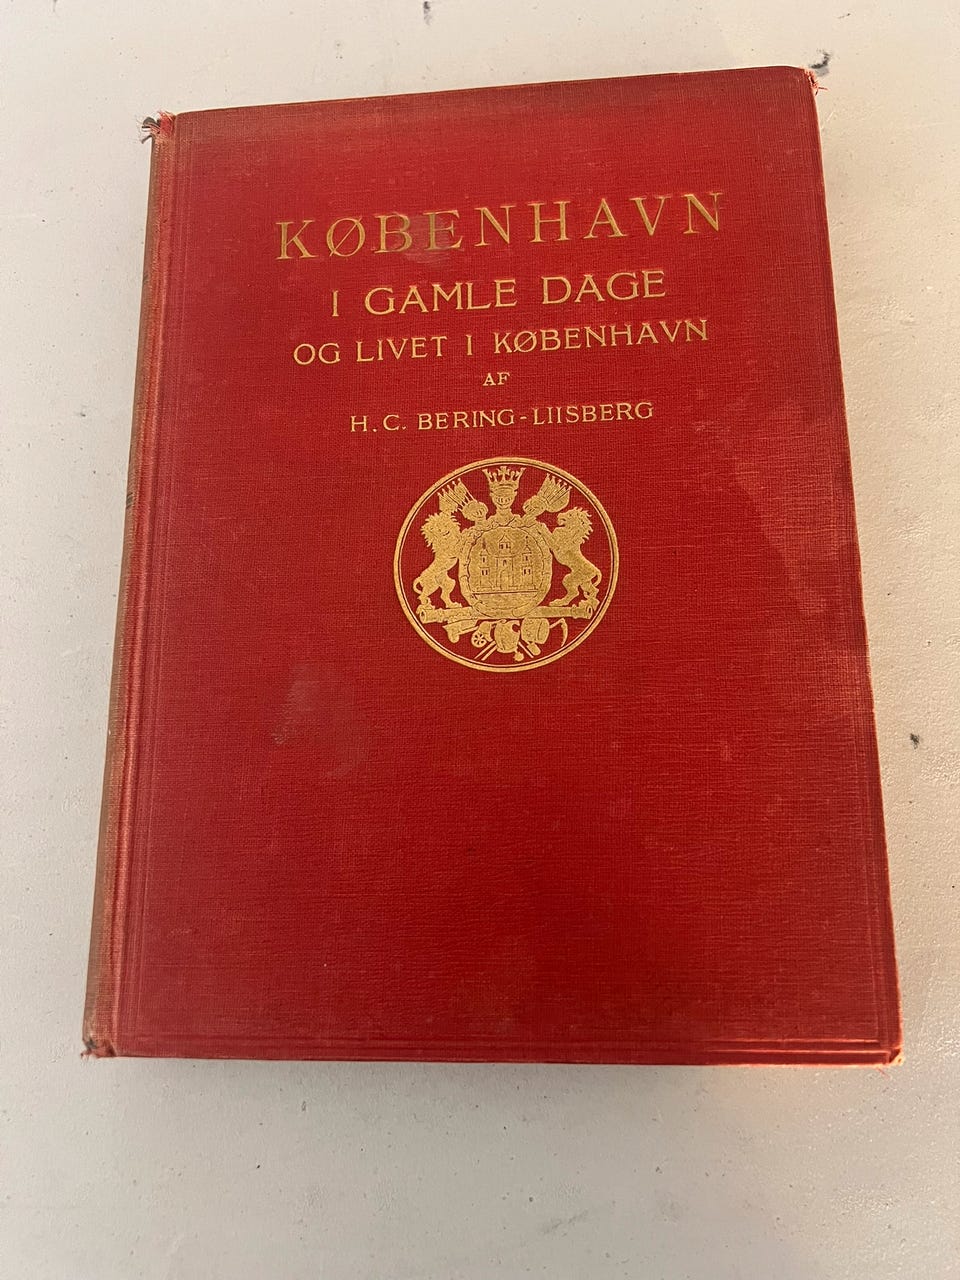 KØBENHAVN
I GAMLE DAGE
OG LIVET I KØBENHAVN
AF
H. C. BERING-LIISBERG